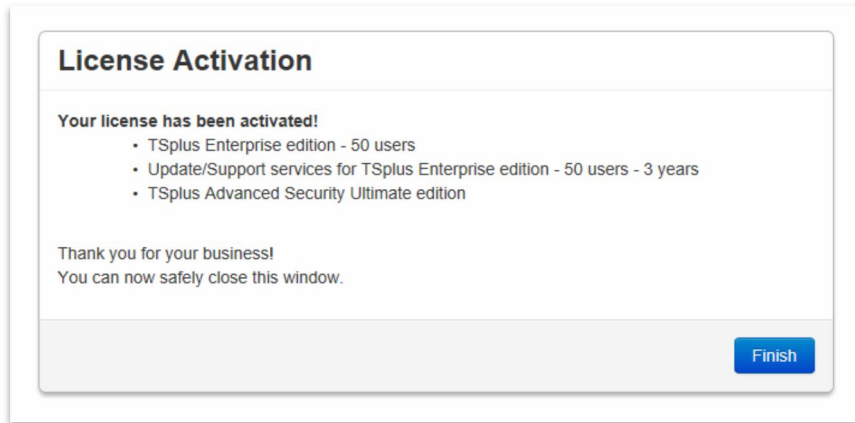 License Activation
Your license has been activated!
• TSplus Enterprise edition - 50 users
• Update/Support services for TSplus Enterprise edition - 50 users - 3 years
• TSplus Advanced Security Ultimate edition
Thank you for your business!
You can now safely close this window.
Finish